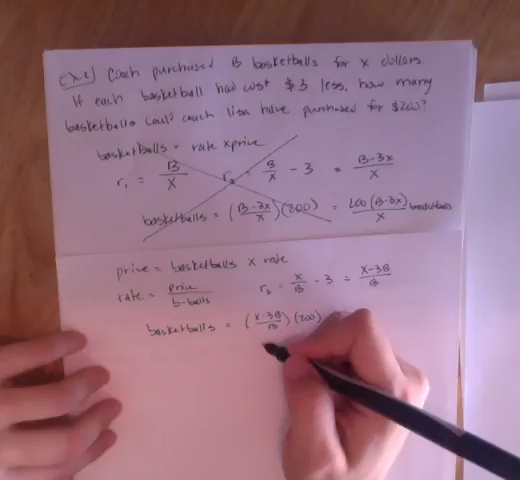 Ex.2) Coach purchased B basketballs for x dollars.
If each basketball had cost $3 less, how many
basketballs could coach lisa have purchased for $200?
basketballs = rate x price
r₁ = B/X r₂ = B/X - 3 = B-3x/X
basketballs = (B-3x/x)(200) = 200(B-3x)/X basketballs
price = basketballs x rate
rate = price/b-balls r₂ = x/B - 3 = X-3B/B
basketballs = (x-3B/B)(200)